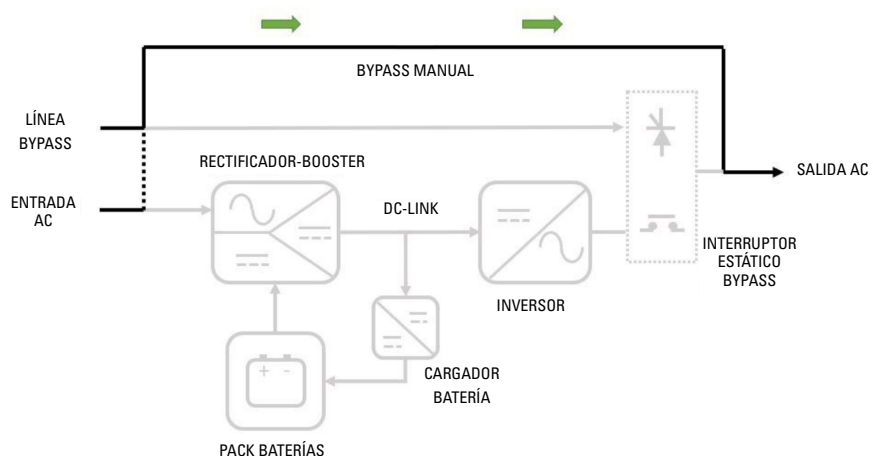 BYPASS MANUAL
LÍNEA
BYPASS
RECTIFICADOR-BOOSTER
SALIDA AC
ENTRADA
AC
DC-LINK
INTERRUPTOR
ESTÁTICO
BYPASS
INVERSOR
CARGADOR
BATERÍA
PACK BATERÍAS